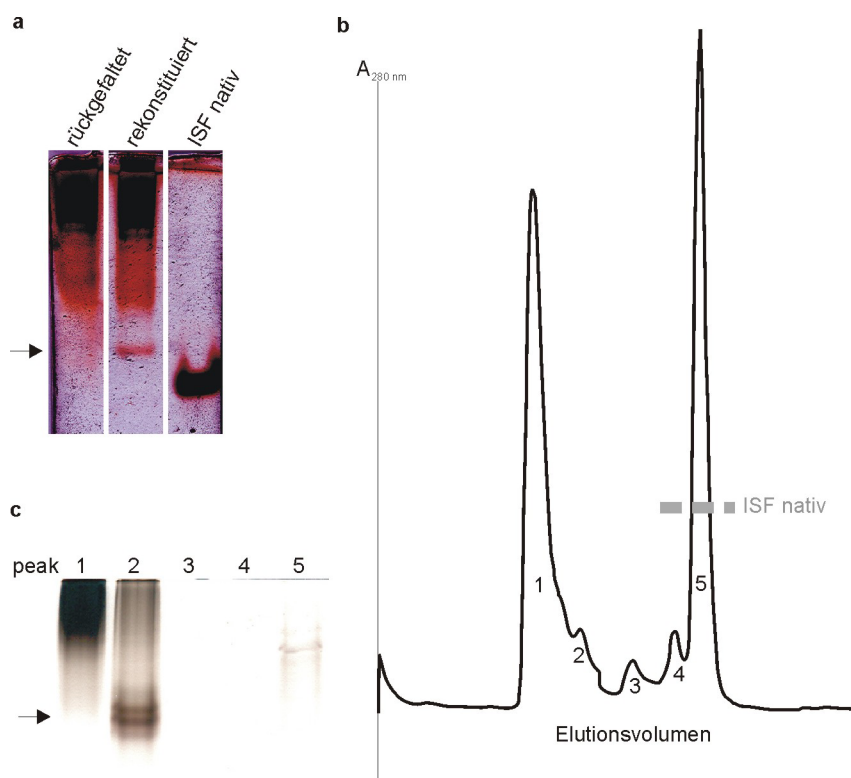 a
rückgefaltet
rekonstituiert
ISF nativ
b
A280 nm
ISF nativ
1
2
3
4
5
Elutionsvolumen
c
peak 1 2 3 4 5